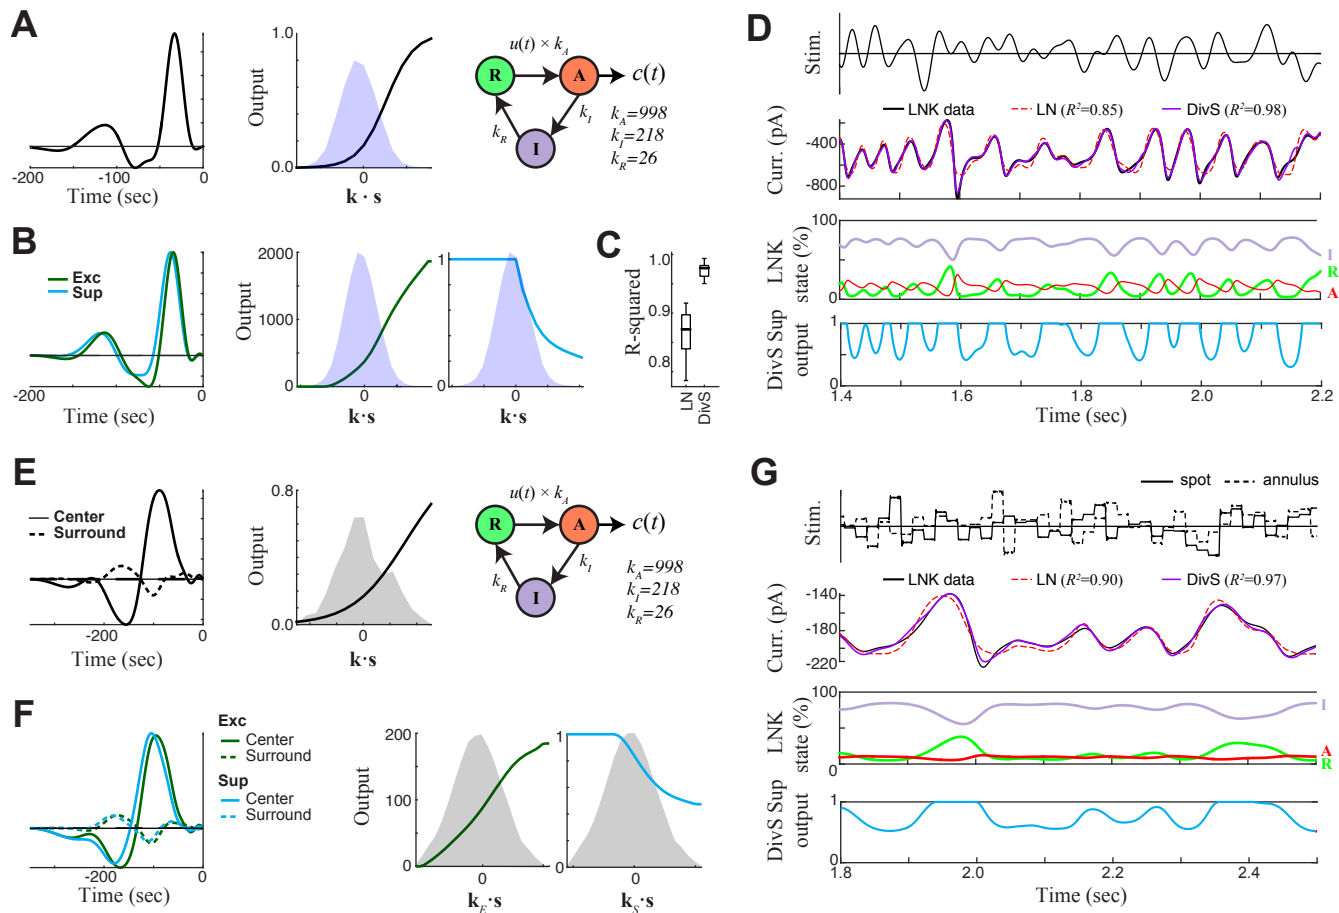 A
1.0
0.0
Output
0
k · s
-200
-100
0
Time (sec)
u(t) × k_A
R
A
c(t)
k_R
k_I
I
k_A=998
k_I=218
k_R=26
B
Exc
Sup
-200
0
Time (sec)
Output
2000
1000
0
0
k·s
1
0
0
k·s
C
R-squared
1.0
0.9
0.8
LN
DivS
D
Stim.
LNK data
LN (R²=0.85)
DivS (R²=0.98)
Curr. (pA)
-400
-800
LNK
state (%)
100
0
I
R
A
DivS Sup
output
1
0
1.4
1.6
1.8
2.0
2.2
Time (sec)
E
Center
Surround
-200
0
Time (sec)
Output
0.8
0.0
0
k·s
u(t) × k_A
R
A
c(t)
k_R
k_I
I
k_A=998
k_I=218
k_R=26
F
Exc
Center
Surround
Sup
Center
Surround
-200
0
Time (sec)
Output
200
100
0
0
k_E·s
1
0
0
k_S·s
G
spot
annulus
Stim.
LNK data
LN (R²=0.90)
DivS (R²=0.97)
Curr. (pA)
-140
-180
-220
LNK
state (%)
100
0
I
A
R
DivS Sup
output
1
0
1.8
2.0
2.2
2.4
Time (sec)